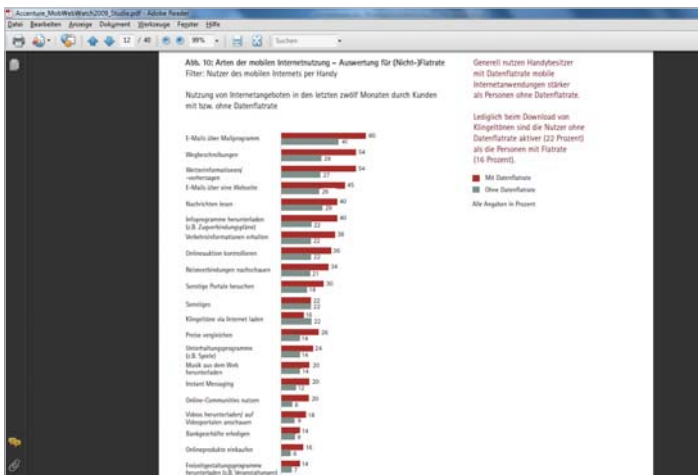 Accenture_MobWebWatch2009_Studie.pdf - Adobe Reader
Datei Bearbeiten Anzeige Dokument Werkzeuge Fenster Hilfe
12 / 40 99% Suchen
Abb. 10: Arten der mobilen Internetnutzung – Auswertung für (Nicht-)Flatrate
Filter: Nutzer des mobilen Internets per Handy
Nutzung von Internetangeboten in den letzten zwölf Monaten durch Kunden
mit bzw. ohne Datenflatrate
Generell nutzen Handybesitzer
mit Datenflatrate mobile
Internetanwendungen stärker
als Personen ohne Datenflatrate.
Lediglich beim Download von
Klingeltönen sind die Nutzer ohne
Datenflatrate aktiver (22 Prozent)
als die Personen mit Flatrate
(16 Prozent).
Mit Datenflatrate
Ohne Datenflatrate
Alle Angaben in Prozent
E-Mails über Mailprogramm 60
Wegbeschreibungen 54
29
Wetterinformationen/ 54
-vorhersagen 27
E-Mails über eine Webseite 45
26
Nachrichten lesen 40
29
Infoprogramme herunterladen 40
(z.B. Zugverbindungspläne) 22
Verkehrsinformationen erhalten 38
22
Onlineauktion kontrollieren 36
22
Reiseverbindungen nachschauen 34
21
Sonstige Portale besuchen 30
18
Sonstiges 22
22
Klingeltöne via Internet laden 16
22
Preise vergleichen 26
14
Unterhaltungsprogramme 24
(z.B. Spiele) 14
Musik aus dem Web 20
herunterladen 14
Instant Messaging 20
12
Online-Communities nutzen 20
8
Videos herunterladen/ auf 18
Videoportalen anschauen 9
Bankgeschäfte erledigen 14
8
Onlineprodukte einkaufen 16
6
Freizeitgestaltungsprogramme 14
herunterladen (z.B. Veranstaltungen) 7